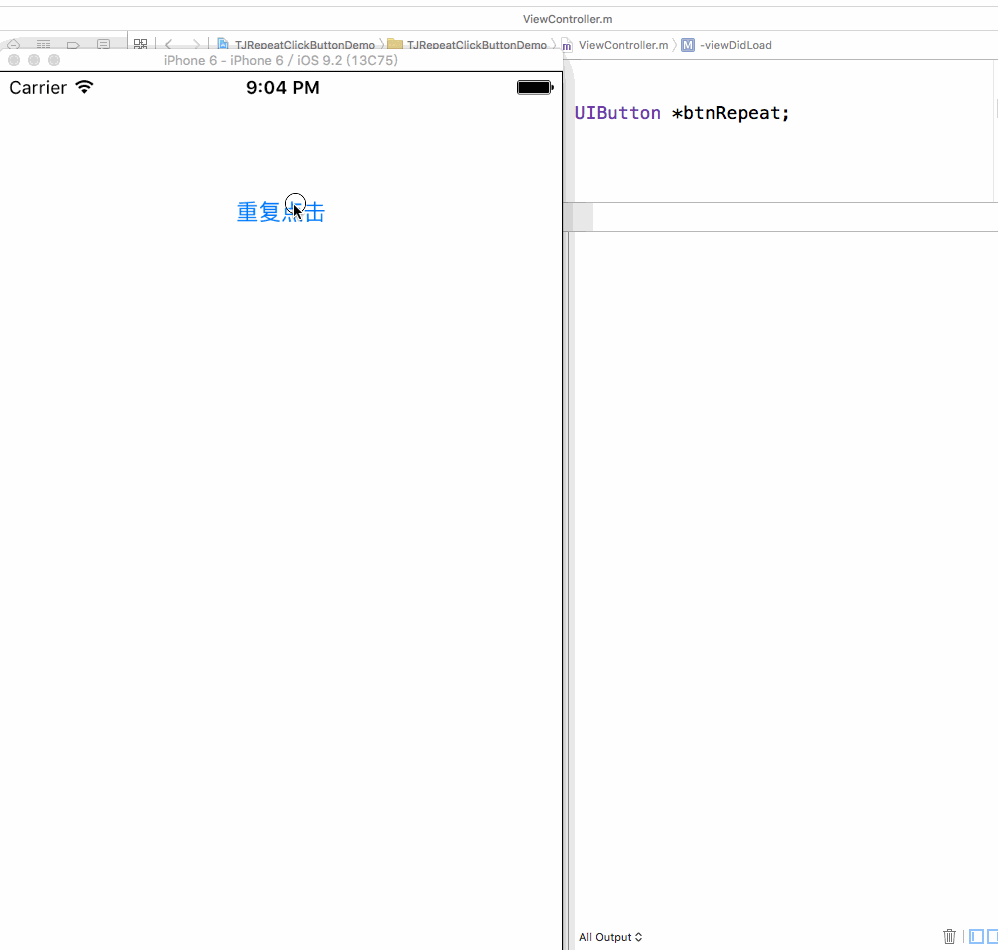 ViewController.m
TJRepeatClickButtonDemo
TJRepeatClickButtonDemo
m ViewController.m
M -viewDidLoad
iPhone 6 - iPhone 6 / iOS 9.2 (13C75)
Carrier 9:04 PM
UIButton *btnRepeat;
重复点击
All Output